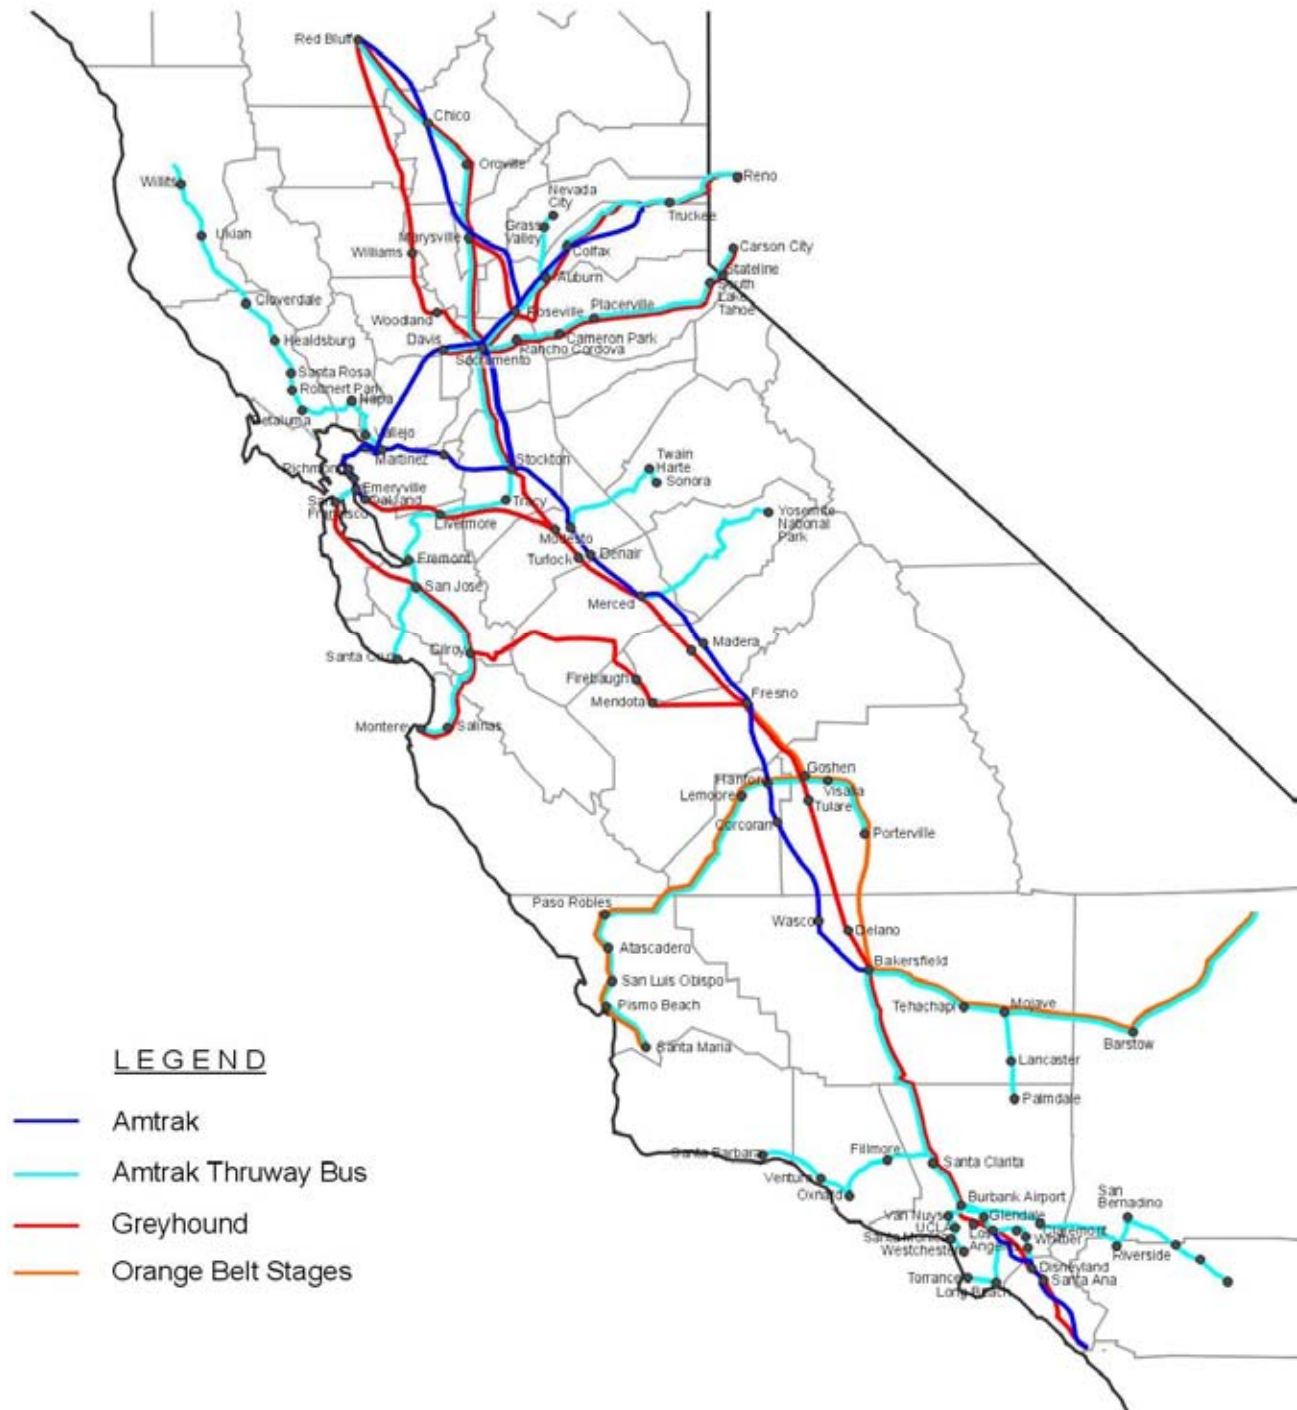 Red Bluff
Chico
Oroville
Willits
Nevada
City
Reno
Truckee
Grass
Valley
Ukiah
Marysville
Colfax
Carson City
Williams
Auburn
Stateline
South
Lake
Tahoe
Cloverdale
Placerville
Woodland
Roseville
Healdsburg
Davis
Cameron Park
Rancho Cordova
Sacramento
Santa Rosa
Rohnert Park
Napa
Petaluma
Vallejo
Martinez
Stockton
Twain
Harte
Sonora
Richmond
Emeryville
Oakland
San
Francisco
Tracy
Livermore
Yosemite
National
Park
Modesto
Denair
Turlock
Fremont
San Jose
Merced
Madera
Santa Cruz
Gilroy
Firebaugh
Mendota
Fresno
Monterey
Salinas
Goshen
Hanford
Visalia
Lemoore
Tulare
Corcoran
Porterville
Paso Robles
Wasco
Delano
Atascadero
Bakersfield
San Luis Obispo
Pismo Beach
Tehachapi
Mojave
Barstow
Santa Maria
Lancaster
Palmdale
LEGEND
Amtrak
Amtrak Thruway Bus
Greyhound
Orange Belt Stages
Santa Barbara
Fillmore
Santa Clarita
Ventura
Oxnard
Burbank Airport
San
Bernadino
Van Nuys
Glendale
UCLA
Los
Angeles
Claremont
Santa Monica
Whittier
Westchester
Riverside
Disneyland
Torrance
Santa Ana
Long Beach